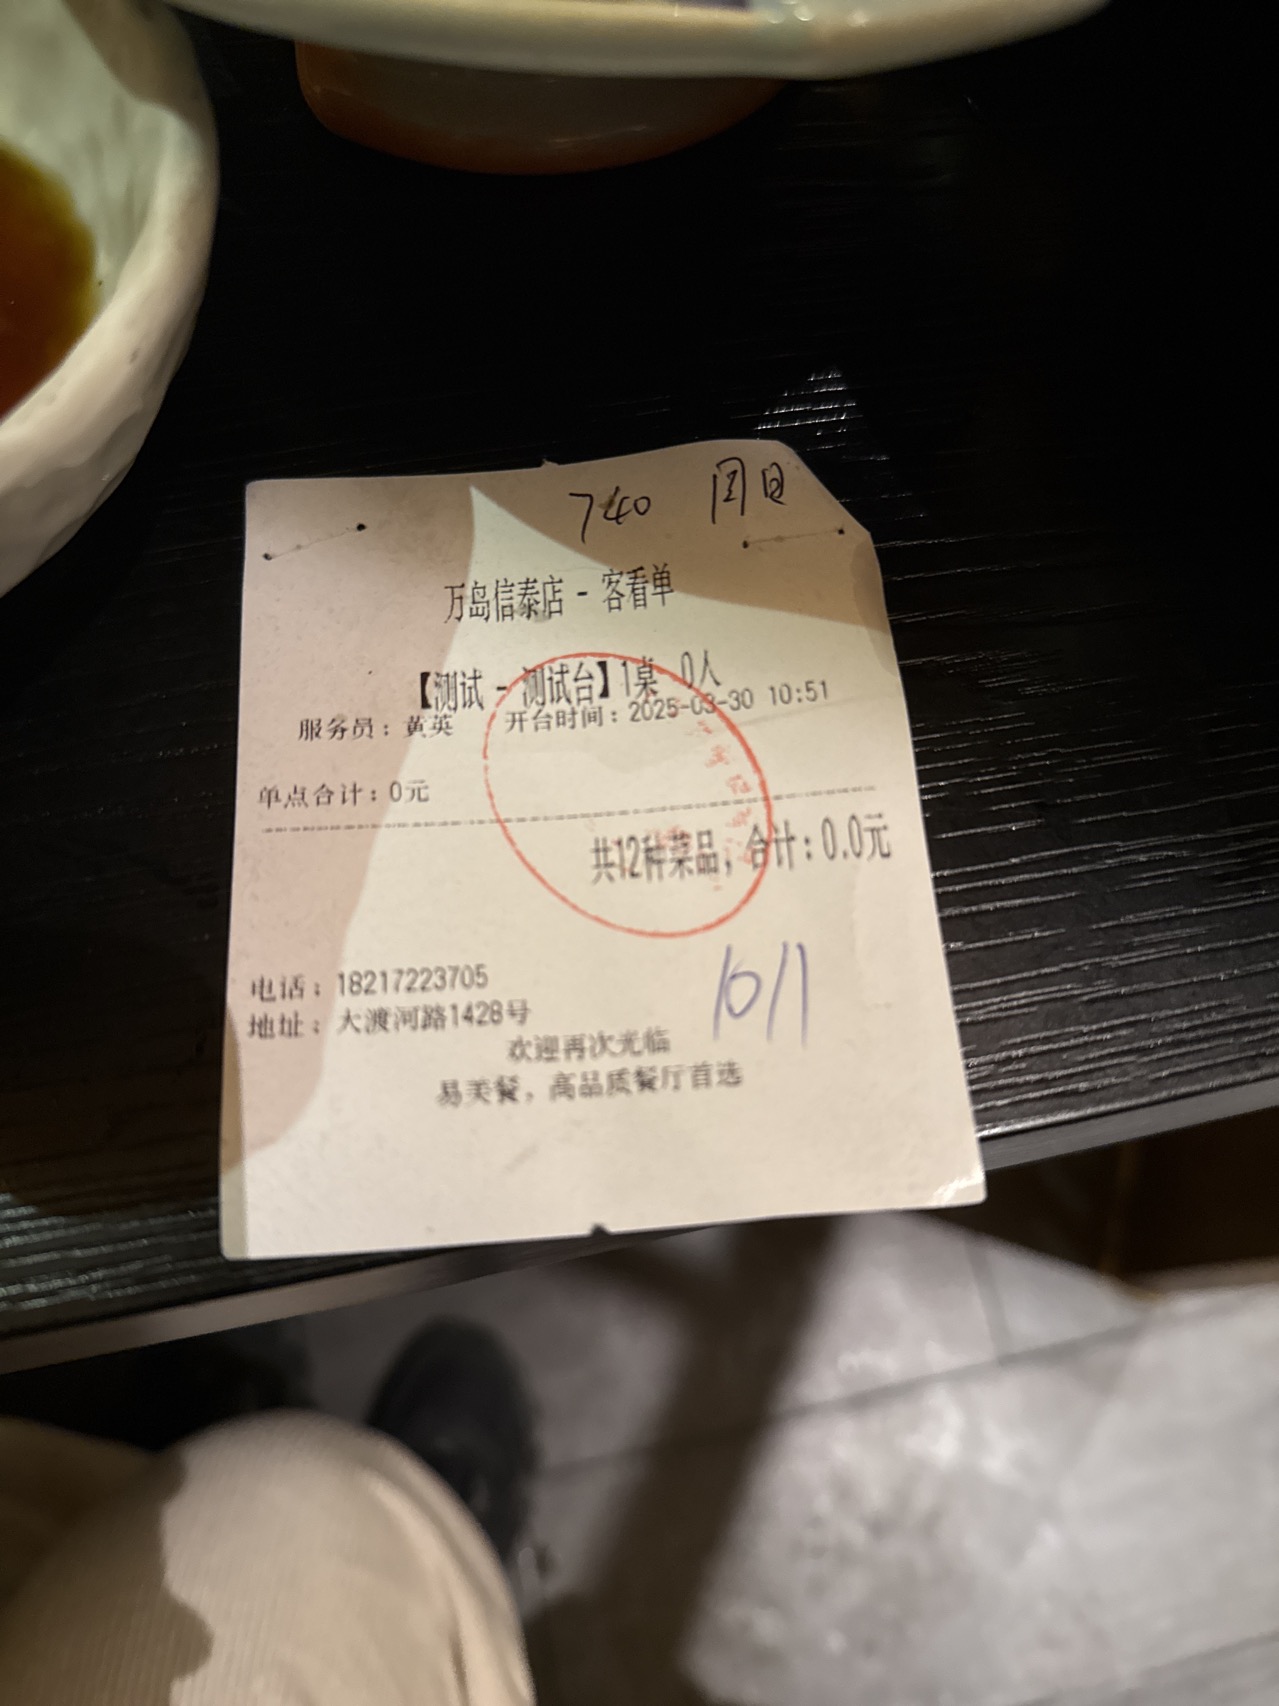 740 周日
万岛信泰店 - 客看单
【测试 - 测试台】1桌 0人
服务员：黄英 开台时间：2025-03-30 10:51
单点合计：0元
共12种菜品，合计：0.0元
10/1
电话：18217223705
地址：大渡河路1428号
欢迎再次光临
易美餐，高品质餐厅首选